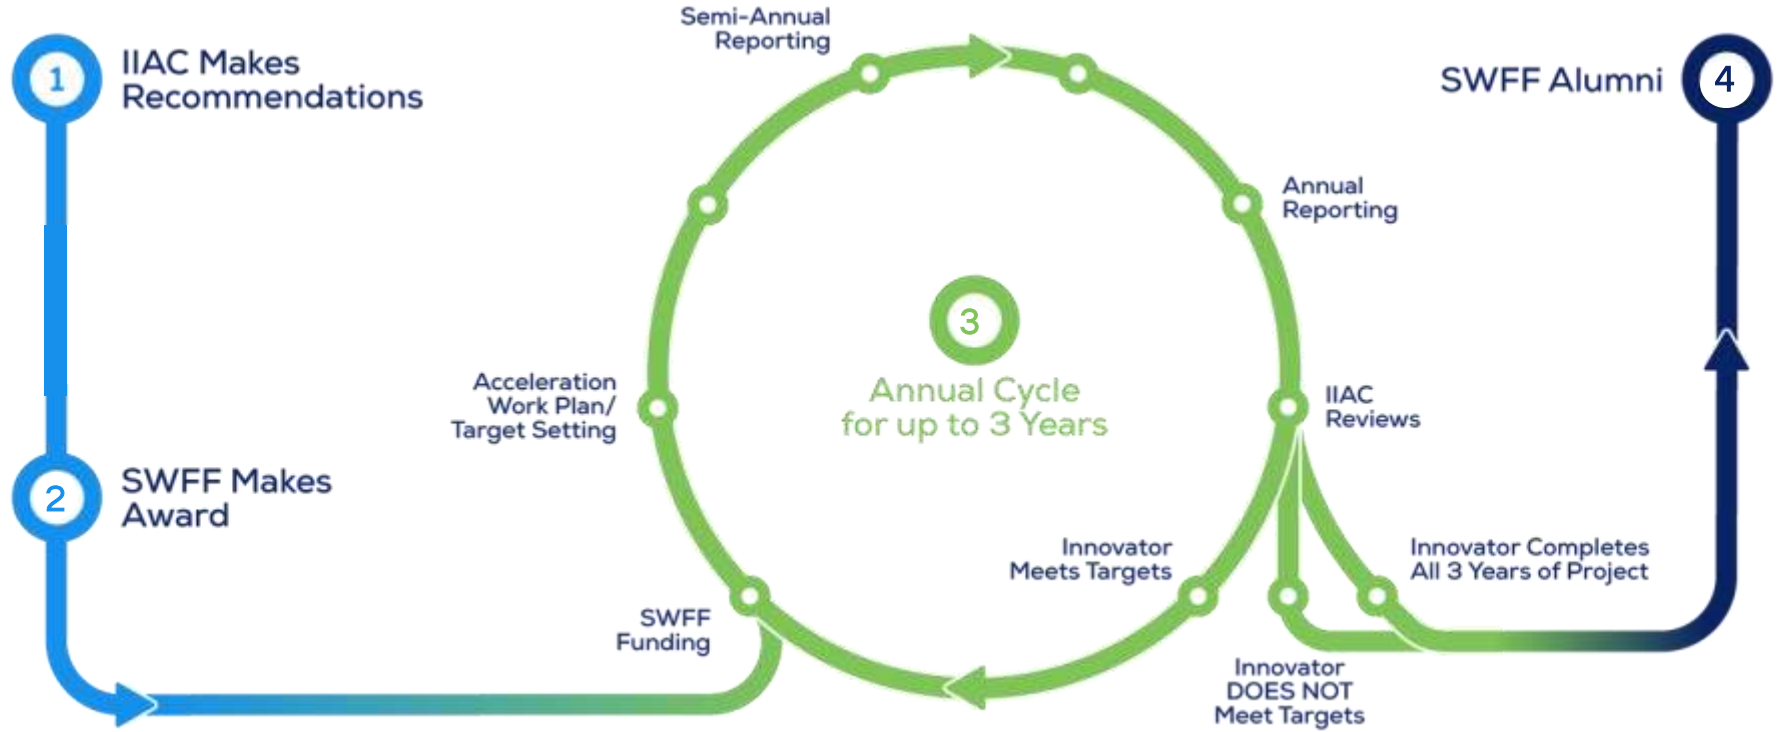 1
IIAC Makes
Recommendations
2
SWFF Makes
Award
SWFF
Funding
Acceleration
Work Plan/
Target Setting
Semi-Annual
Reporting
Annual
Reporting
3
Annual Cycle
for up to 3 Years
IIAC
Reviews
Innovator
Meets Targets
Innovator
DOES NOT
Meet Targets
Innovator Completes
All 3 Years of Project
SWFF Alumni
4